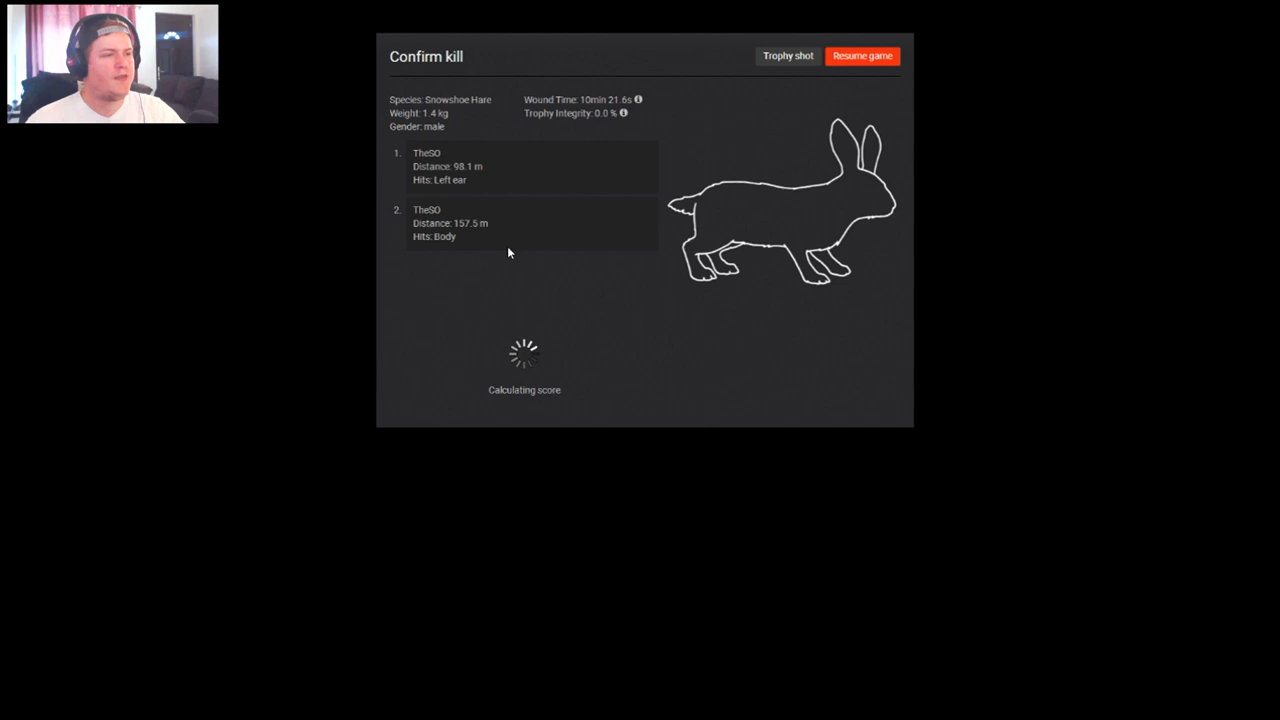 Confirm kill
Trophy shot
Resume game
Species: Snowshoe Hare
Weight: 1.4 kg
Gender: male
Wound Time: 10min 21.6s
Trophy Integrity: 0.0 %
1. TheSO
Distance: 98.1 m
Hits: Left ear
2. TheSO
Distance: 157.5 m
Hits: Body
Calculating score